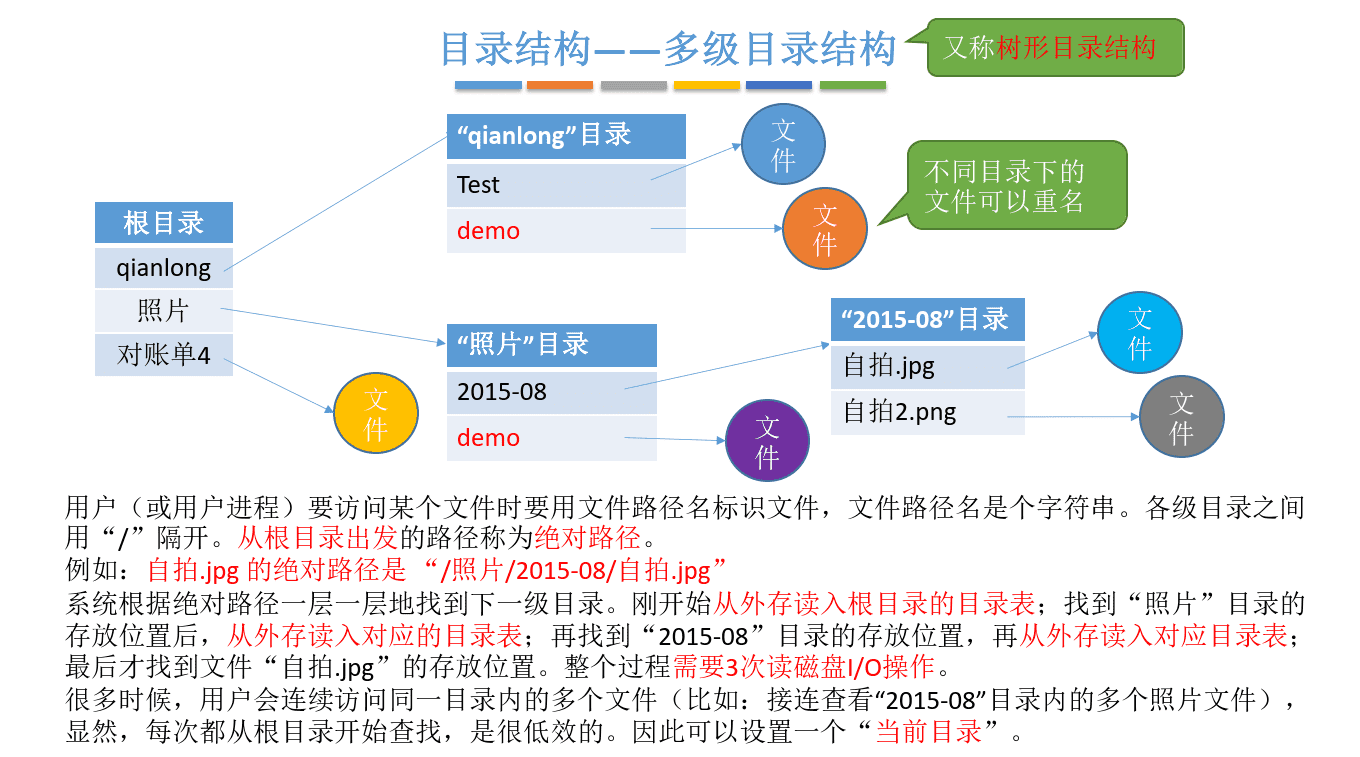 目录结构——多级目录结构
又称树形目录结构
“qianlong”目录
Test
demo
文
件
文
件
不同目录下的
文件可以重名
根目录
qianlong
照片
对账单4
文
件
“照片”目录
2015-08
demo
文
件
“2015-08”目录
自拍.jpg
自拍2.png
文
件
文
件
用户（或用户进程）要访问某个文件时要用文件路径名标识文件，文件路径名是个字符串。各级目录之间
用“/”隔开。从根目录出发的路径称为绝对路径。
例如：自拍.jpg 的绝对路径是 “/照片/2015-08/自拍.jpg”
系统根据绝对路径一层一层地找到下一级目录。刚开始从外存读入根目录的目录表；找到“照片”目录的
存放位置后，从外存读入对应的目录表；再找到“2015-08”目录的存放位置，再从外存读入对应目录表；
最后才找到文件“自拍.jpg”的存放位置。整个过程需要3次读磁盘I/O操作。
很多时候，用户会连续访问同一目录内的多个文件（比如：接连查看“2015-08”目录内的多个照片文件），
显然，每次都从根目录开始查找，是很低效的。因此可以设置一个“当前目录”。